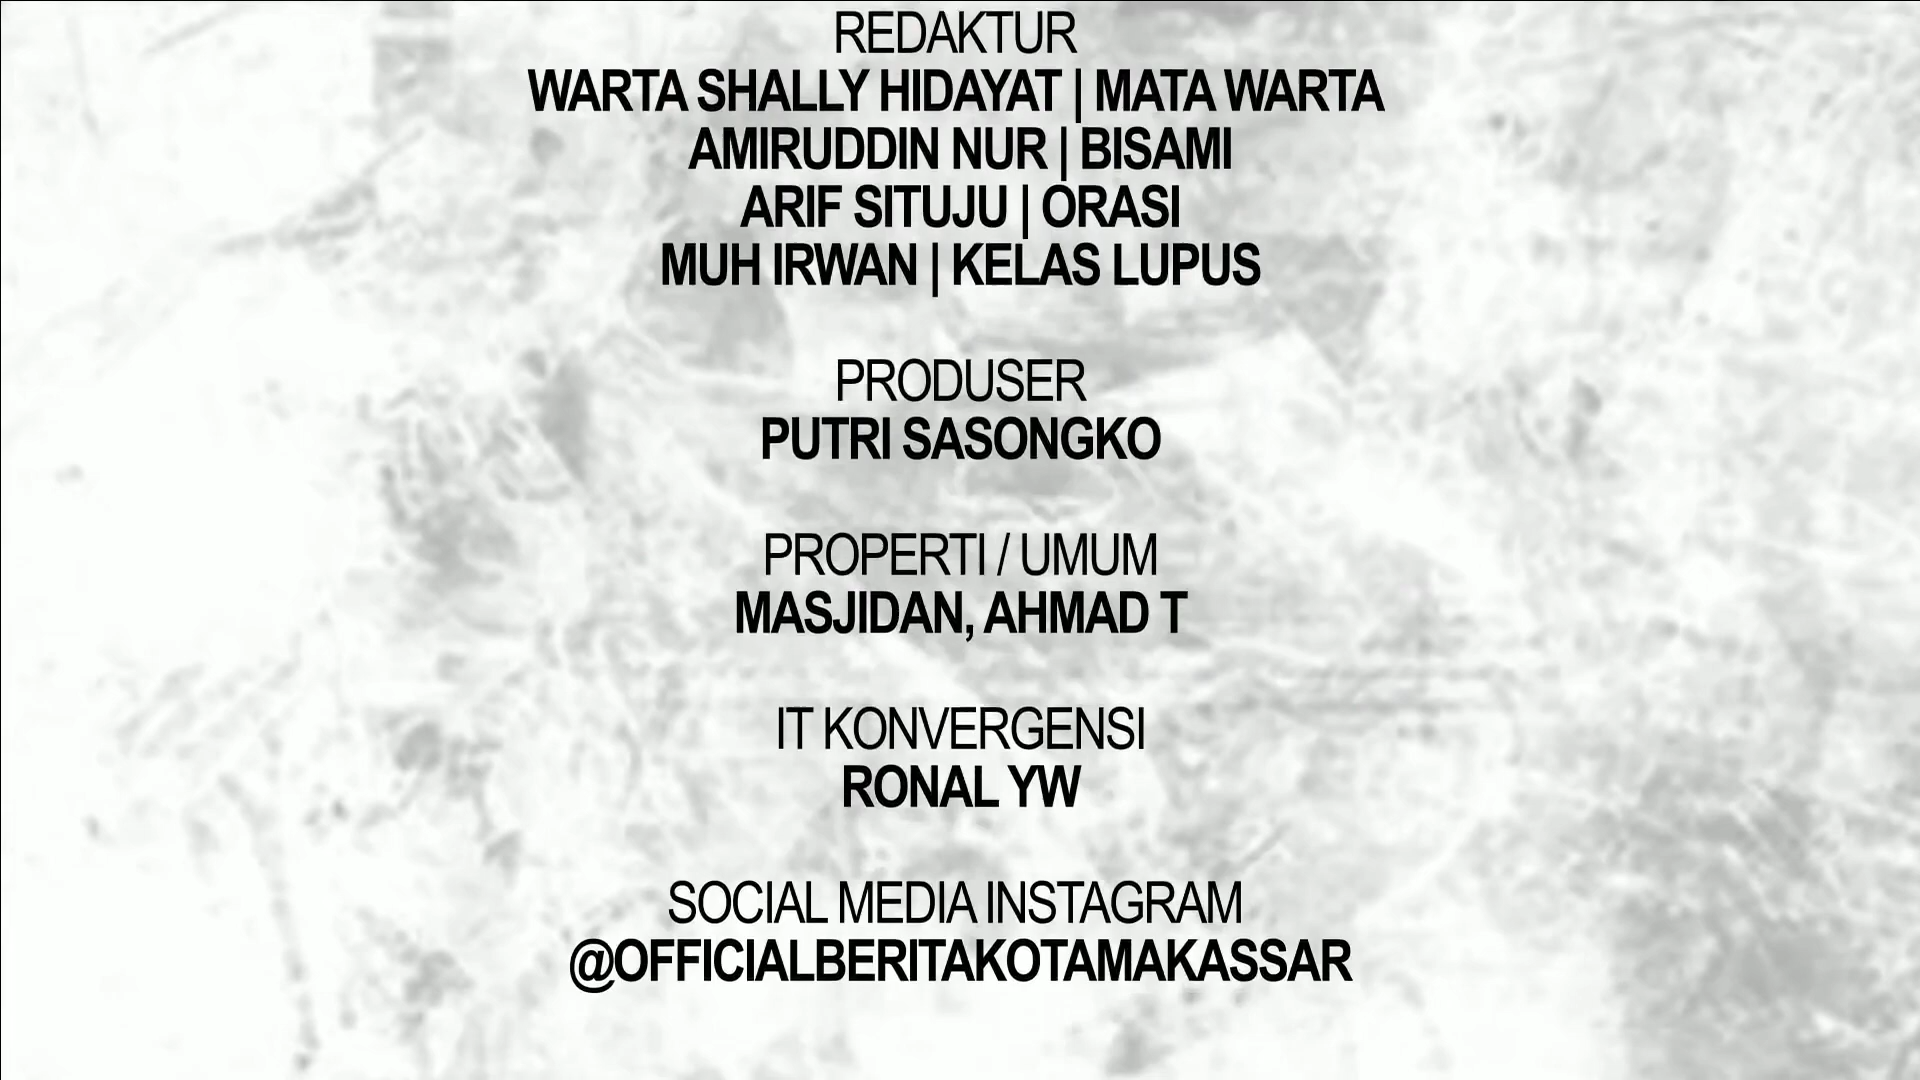 REDAKTUR
WARTA SHALLY HIDAYAT | MATA WARTA
AMIRUDDIN NUR | BISAMI
ARIF SITUJU | ORASI
MUH IRWAN | KELAS LUPUS
PRODUSER
PUTRI SASONGKO
PROPERTI / UMUM
MASJIDAN, AHMAD T
IT KONVERGENSI
RONAL YW
SOCIAL MEDIA INSTAGRAM
@OFFICIALBERITAKOTAMAKASSAR